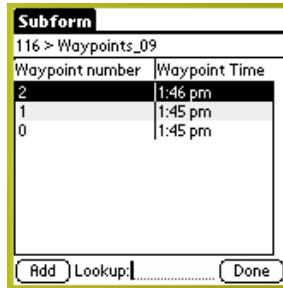 Subform
116 > Waypoints_09
Waypoint number Waypoint Time
2 1:46 pm
1 1:45 pm
0 1:45 pm
Add Lookup: Done